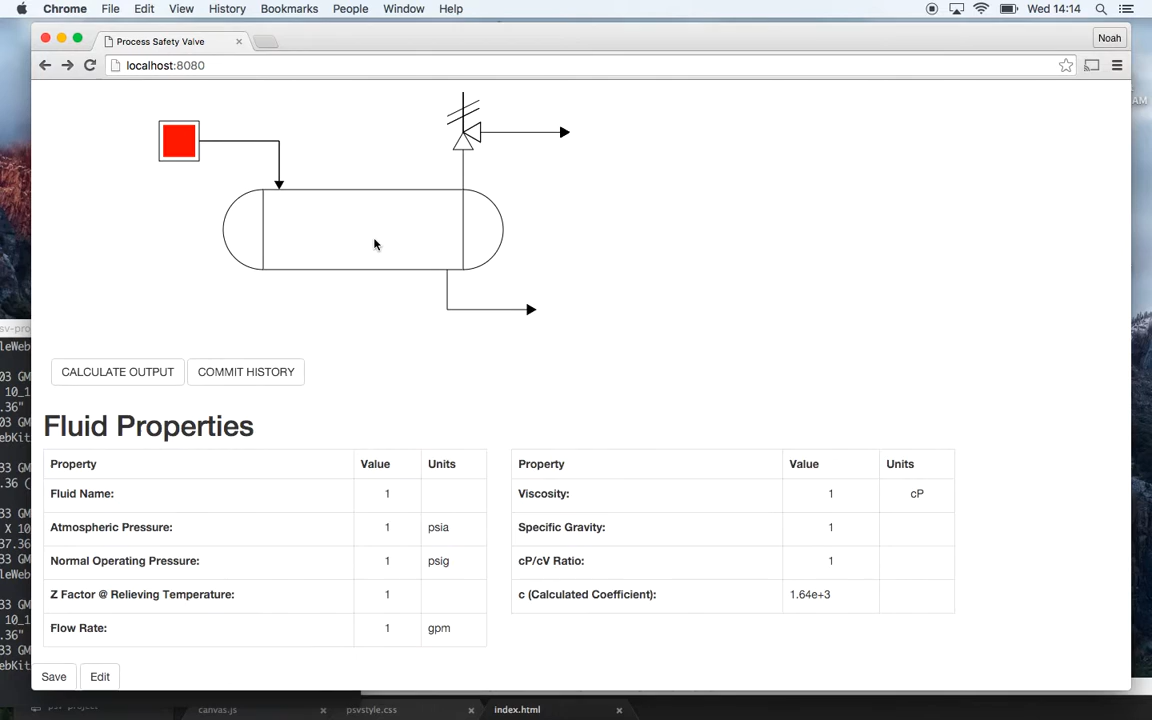 Chrome File Edit View History Bookmarks People Window Help Wed 14:14
Process Safety Valve Noah
localhost:8080
AM
CALCULATE OUTPUT COMMIT HISTORY
Fluid Properties
Property Value Units Property Value Units
Fluid Name: 1 Viscosity: 1 cP
Atmospheric Pressure: 1 psia Specific Gravity: 1
Normal Operating Pressure: 1 psig cP/cV Ratio: 1
Z Factor @ Relieving Temperature: 1 c (Calculated Coefficient): 1.64e+3
Flow Rate: 1 gpm
Save Edit
psv-project canvas.js psvstyle.css index.html